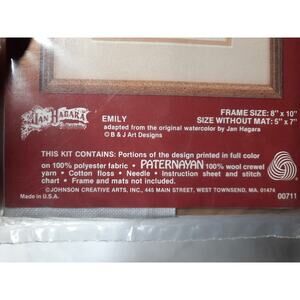 Jan Hagara
EMILY
adapted from the original watercolor by Jan Hagara
© B & J Art Designs
FRAME SIZE: 8" x 10"
SIZE WITHOUT MAT: 5" x 7"
THIS KIT CONTAINS: Portions of the design printed in full color
on 100% polyester fabric • PATERNAYAN® 100% wool crewel
yarn • Cotton floss • Needle • Instruction sheet and stitch
chart • Frame and mats not included.
©JOHNSON CREATIVE ARTS, INC., 445 MAIN STREET, WEST TOWNSEND, MA. 01474
Made in U.S.A.
00711